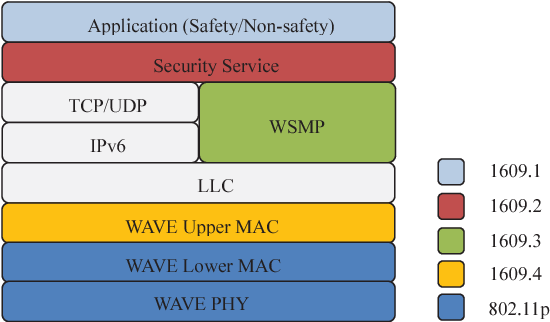 Application (Safety/Non-safety)
Security Service
TCP/UDP
WSMP
IPv6
LLC
WAVE Upper MAC
WAVE Lower MAC
WAVE PHY
1609.1
1609.2
1609.3
1609.4
802.11p